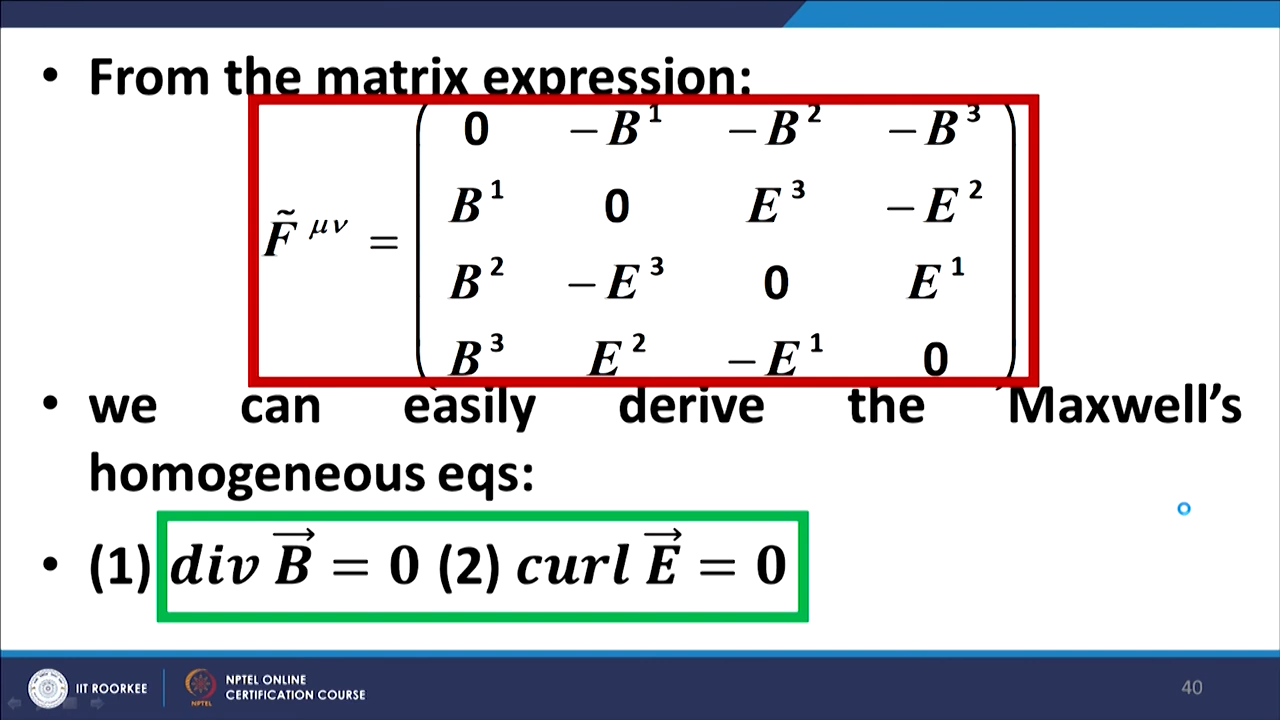 • From the matrix expression:
0 −B¹ −B² −B³
B¹ 0 E³ −E²
F̃ ᵘᵛ =
B² −E³ 0 E¹
B³ E² −E¹ 0
• we can easily derive the Maxwell’s
homogeneous eqs:
• (1) div B⃗ = 0 (2) curl E⃗ = 0
IIT ROORKEE
NPTEL
NPTEL ONLINE
CERTIFICATION COURSE
40